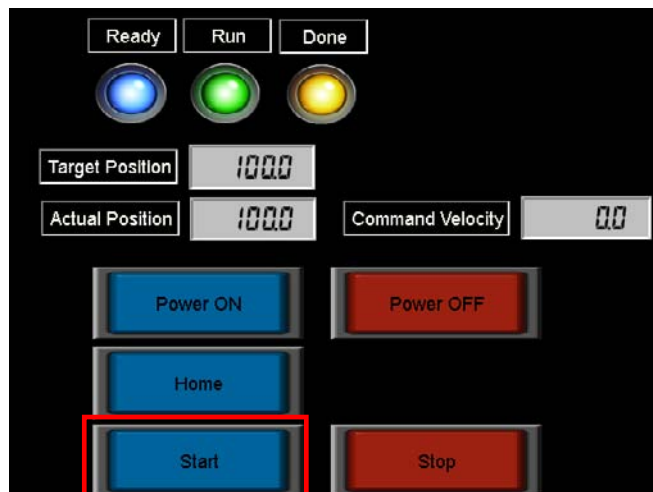 Ready Run Done
Target Position 100.0
Actual Position 100.0 Command Velocity 0.0
Power ON Power OFF
Home
Start Stop